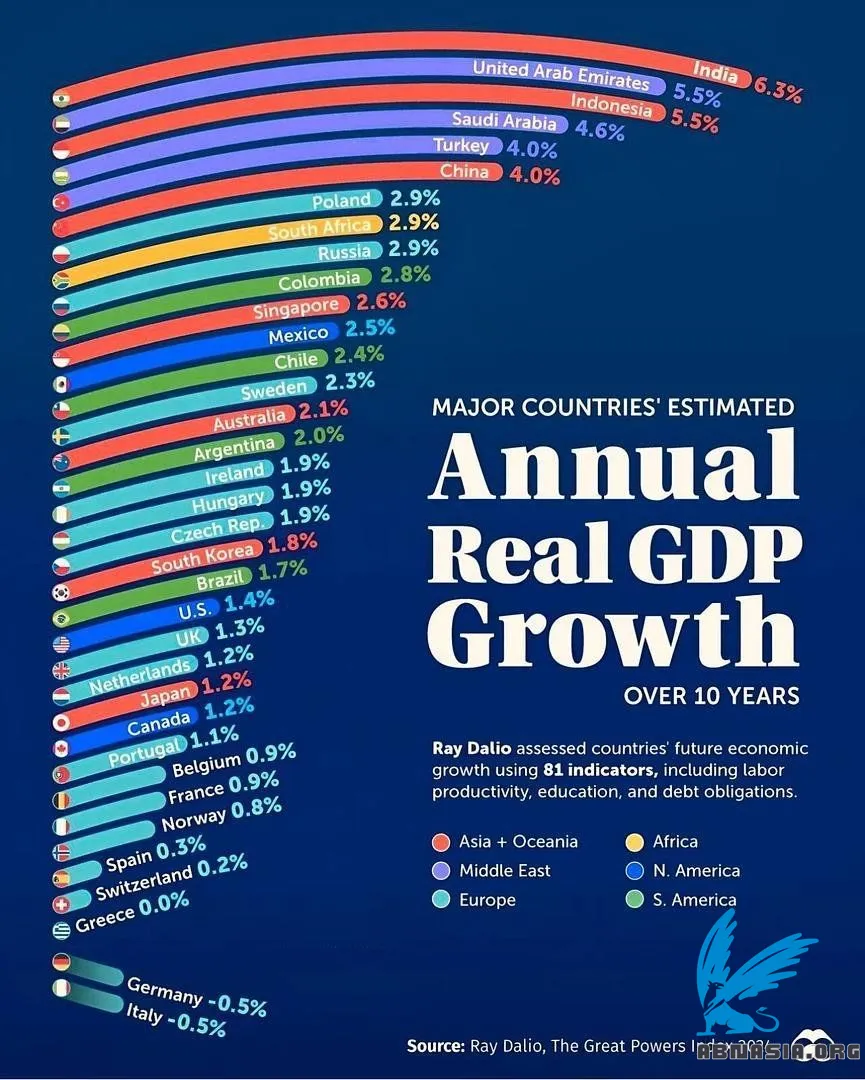 India 6.3%
United Arab Emirates 5.5%
Indonesia 5.5%
Saudi Arabia 4.6%
Turkey 4.0%
China 4.0%
Poland 2.9%
South Africa 2.9%
Russia 2.9%
Colombia 2.8%
Singapore 2.6%
Mexico 2.5%
Chile 2.4%
Sweden 2.3%
Australia 2.1%
Argentina 2.0%
Ireland 1.9%
Hungary 1.9%
Czech Rep. 1.9%
South Korea 1.8%
Brazil 1.7%
U.S. 1.4%
UK 1.3%
Netherlands 1.2%
Japan 1.2%
Canada 1.2%
Portugal 1.1%
Belgium 0.9%
France 0.9%
Norway 0.8%
Spain 0.3%
Switzerland 0.2%
Greece 0.0%
Germany -0.5%
Italy -0.5%
MAJOR COUNTRIES' ESTIMATED
Annual
Real GDP
Growth
OVER 10 YEARS
Ray Dalio assessed countries' future economic
growth using 81 indicators, including labor
productivity, education, and debt obligations.
Asia + Oceania
Africa
Middle East
N. America
Europe
S. America
Source: Ray Dalio, The Great Powers Index
ABNASIA.ORG